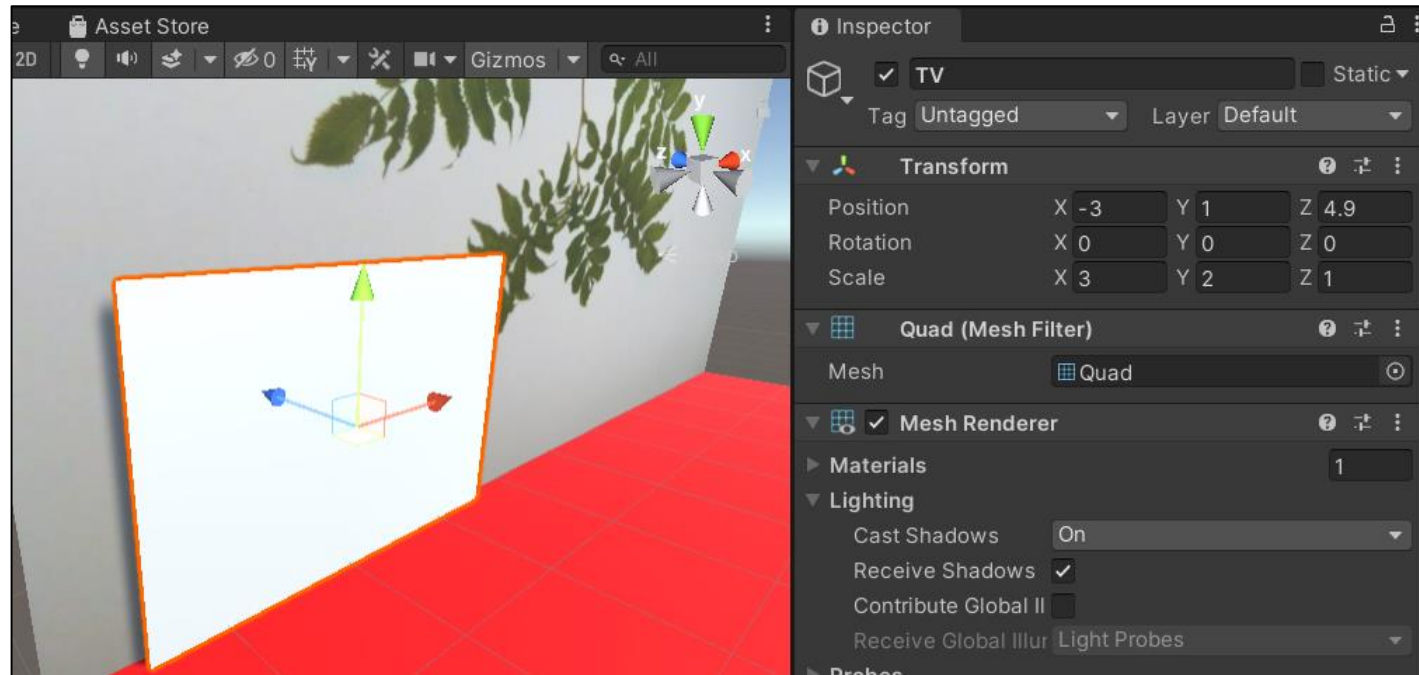 Asset Store
2D
0
Gizmos
All
y
z
x
Inspector
TV
Static
Tag Untagged
Layer Default
Transform
Position X -3 Y 1 Z 4.9
Rotation X 0 Y 0 Z 0
Scale X 3 Y 2 Z 1
Quad (Mesh Filter)
Mesh Quad
Mesh Renderer
Materials 1
Lighting
Cast Shadows On
Receive Shadows
Contribute Global Il
Receive Global Illur Light Probes
Probes